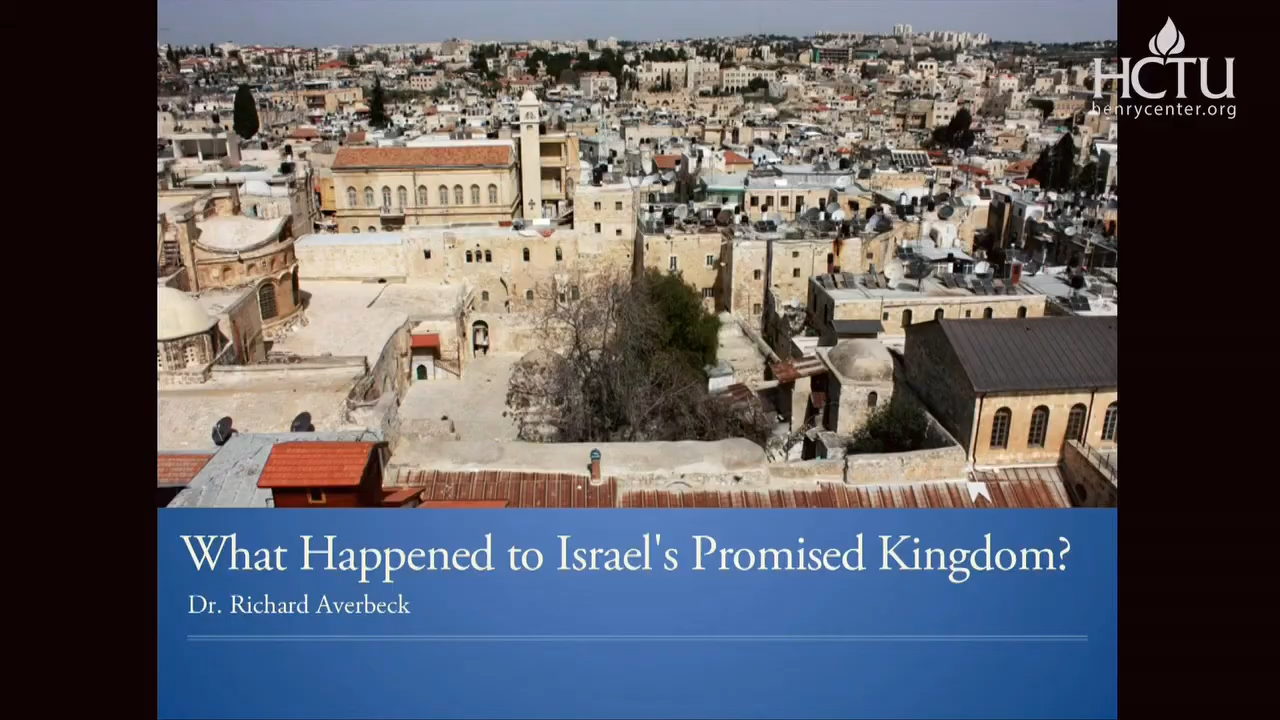 HCTU
henrycenter.org
What Happened to Israel's Promised Kingdom?
Dr. Richard Averbeck